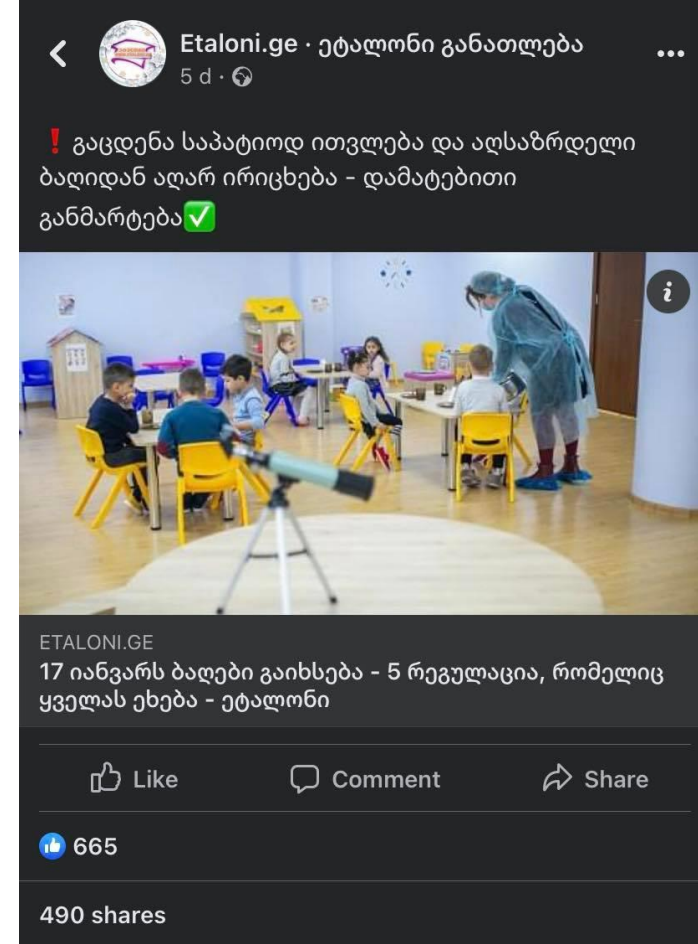 Etaloni.ge · ეტალონი განათლება
5 d ·
❗ გაცდენა საპატიოდ ითვლება და აღსაზრდელი
ბაღიდან აღარ ირიცხება - დამატებითი
განმარტება✅
ETALONI.GE
17 იანვარს ბაღები გაიხსება - 5 რეგულაცია, რომელიც
ყველას ეხება - ეტალონი
Like
Comment
Share
665
490 shares